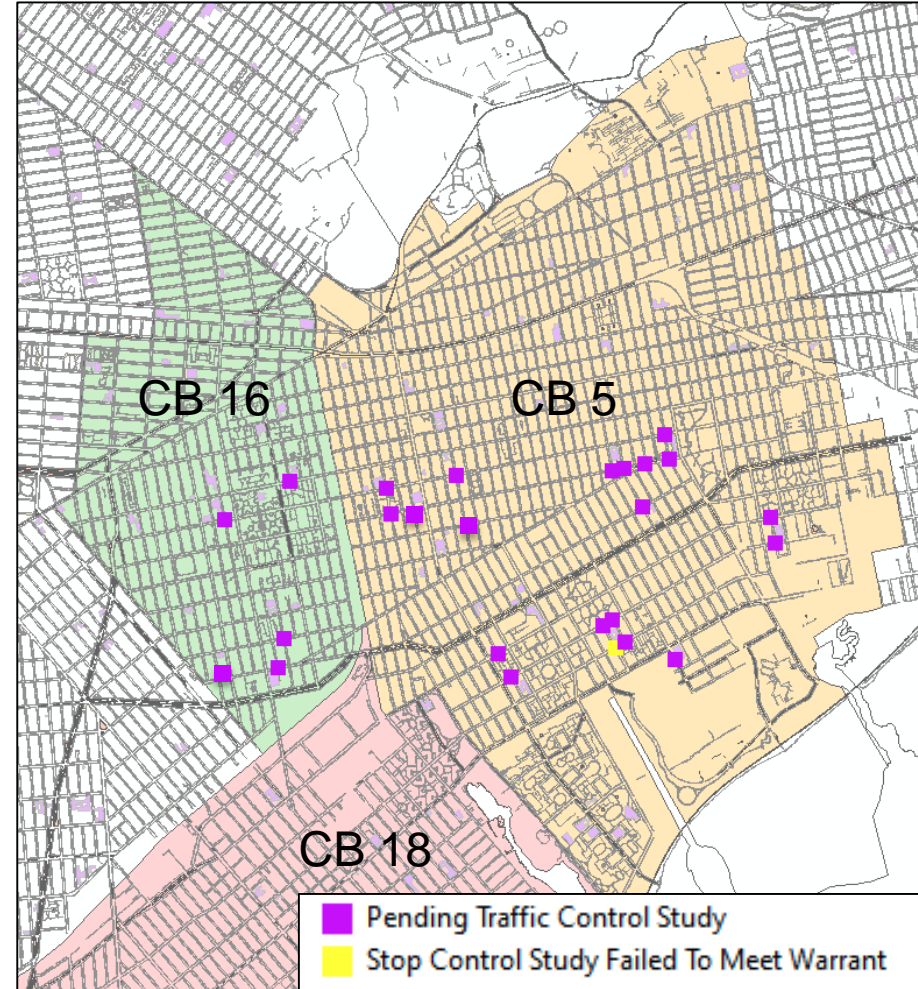 CB 16
CB 5
CB 18
Pending Traffic Control Study
Stop Control Study Failed To Meet Warrant